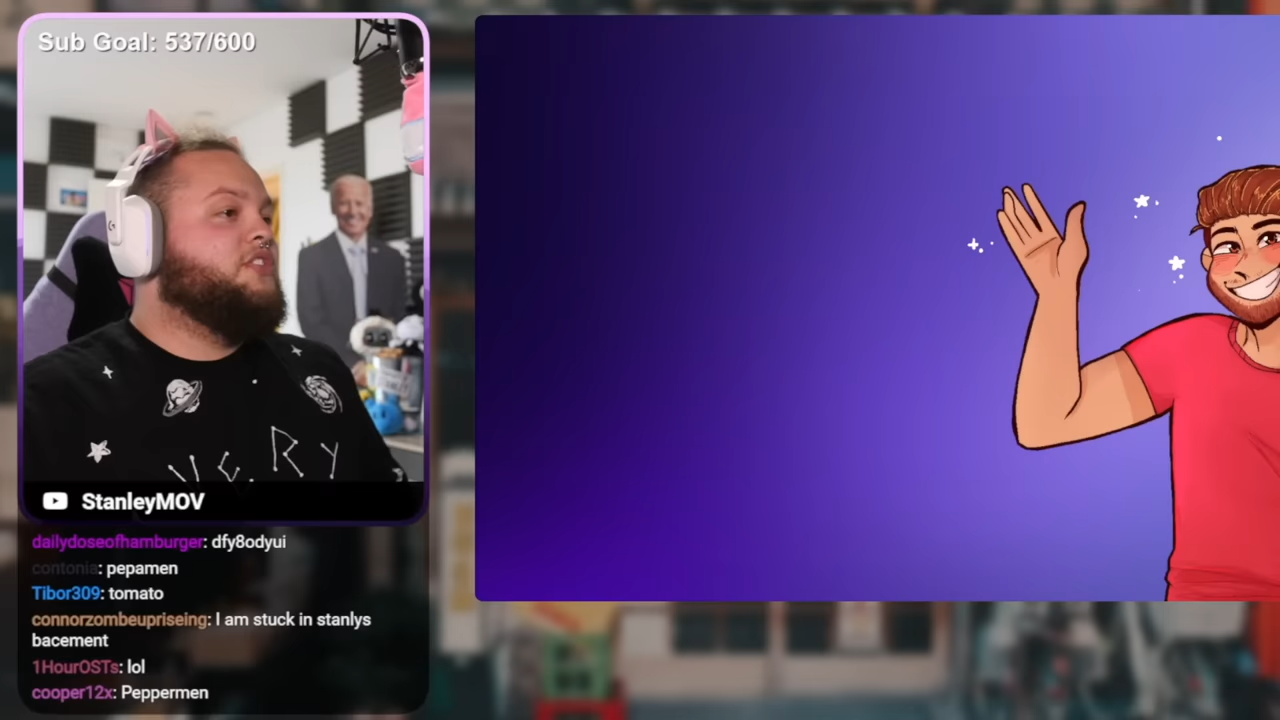 Sub Goal: 537/600
VERY
StanleyMOV
dailydoseofhamburger: dfy8odyui
contonia: pepamen
Tibor309: tomato
connorzombeupriseing: I am stuck in stanlys
bacement
1HourOSTs: lol
cooper12x: Peppermen